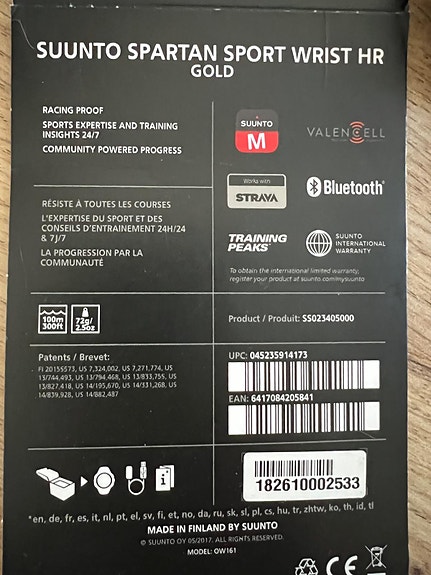 SUUNTO SPARTAN SPORT WRIST HR
GOLD
RACING PROOF
SPORTS EXPERTISE AND TRAINING
INSIGHTS 24/7
COMMUNITY POWERED PROGRESS
SUUNTO
M
VALENCELL
Works with
STRAVA
Bluetooth®
TRAINING
PEAKS™
SUUNTO
INTERNATIONAL
WARRANTY
To obtain the international limited warranty,
register your product at suunto.com/mysuunto
RÉSISTE À TOUTES LES COURSES
L'EXPERTISE DU SPORT ET DES
CONSEILS D'ENTRAINEMENT 24H/24
& 7J/7
LA PROGRESSION PAR LA
COMMUNAUTÉ
100m
300ft
72g/
2.5oz
Product / Produit: SS023405000
Patents / Brevet:
FI 20155573, US 7,324,002, US 7,271,774, US
13/744,493, US 13/794,468, US 13/833,755, US
13/827,418, US 14/195,670, US 14/331,268, US
14/839,928, US 14/882,487
UPC: 045235914173
EAN: 6417084205841
182610002533
*en, de, fr, es, it, nl, pt, el, sv, fi, et, no, da, ru, sk, sl, pl, cs, hu, tr, zhtw, ko, th, id, tl
MADE IN FINLAND BY SUUNTO
© SUUNTO OY 05/2017. ALL RIGHTS RESERVED.
MODEL: OW161
CE